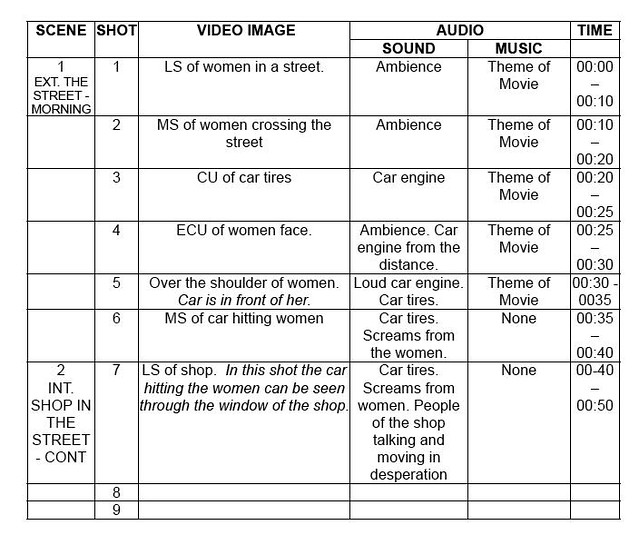 SCENE SHOT VIDEO IMAGE AUDIO TIME
SOUND MUSIC
1 1 LS of women in a street. Ambience Theme of 00:00
EXT. THE Movie –
STREET - 00:10
MORNING
2 MS of women crossing the Ambience Theme of 00:10
street Movie –
00:20
3 CU of car tires Car engine Theme of 00:20
Movie –
00:25
4 ECU of women face. Ambience. Car Theme of 00:25
engine from the Movie –
distance. 00:30
5 Over the shoulder of women. Loud car engine. Theme of 00:30 -
Car is in front of her. Car tires. Movie 0035
6 MS of car hitting women Car tires. None 00:35
Screams from –
the women. 00:40
2 7 LS of shop. In this shot the car Car tires. None 00-40
INT. hitting the women can be seen Screams from –
SHOP IN through the window of the shop. women. People 00:50
THE of the shop
STREET talking and
- CONT moving in
desperation
8
9